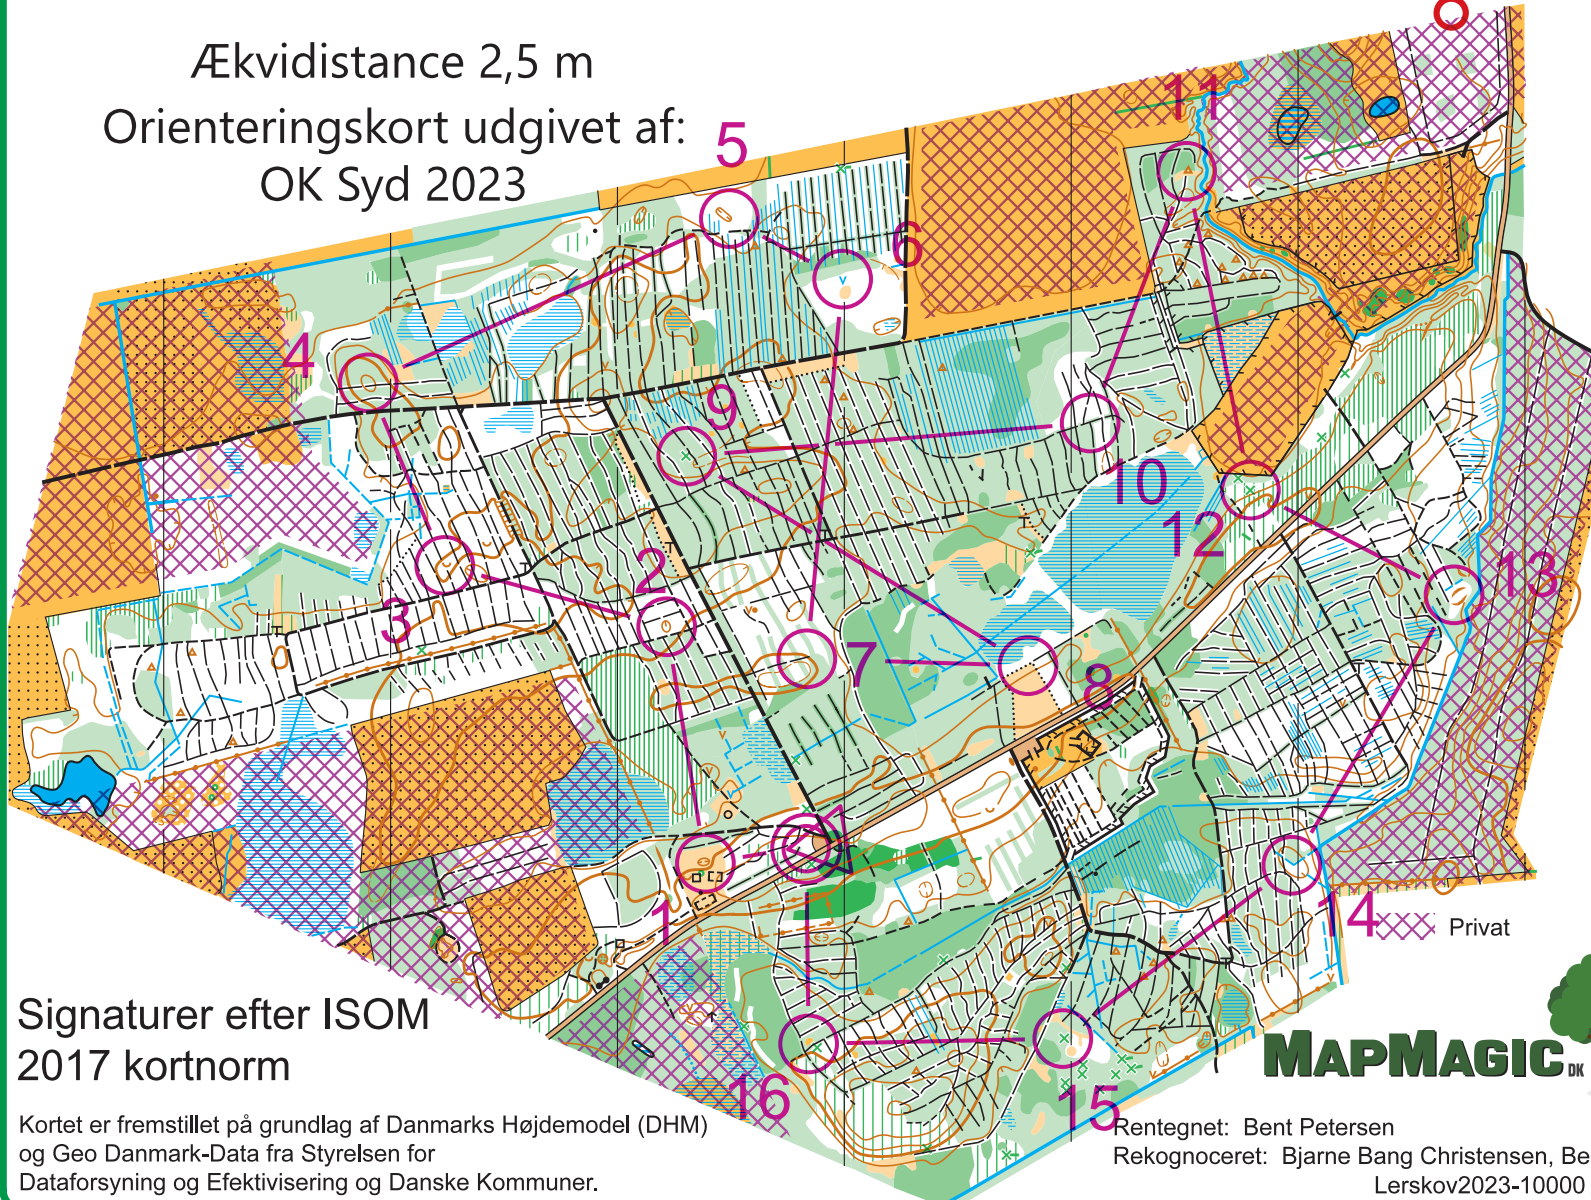 Ækvidistance 2,5 m
Orienteringskort udgivet af:
OK Syd 2023
11
5
6
4
9
10
12
2
13
3
7
8
1
14
Privat
Signaturer efter ISOM
2017 kortnorm
MAPMAGIC DK
16
15
Kortet er fremstillet på grundlag af Danmarks Højdemodel (DHM)
og Geo Danmark-Data fra Styrelsen for
Dataforsyning og Efektivisering og Danske Kommuner.
Rentegnet: Bent Petersen
Rekognoceret: Bjarne Bang Christensen, Be
Lerskov2023-10000